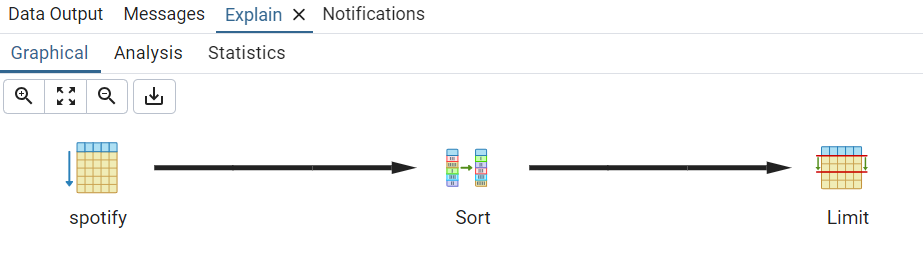 Data Output Messages Explain × Notifications
Graphical Analysis Statistics
spotify Sort Limit